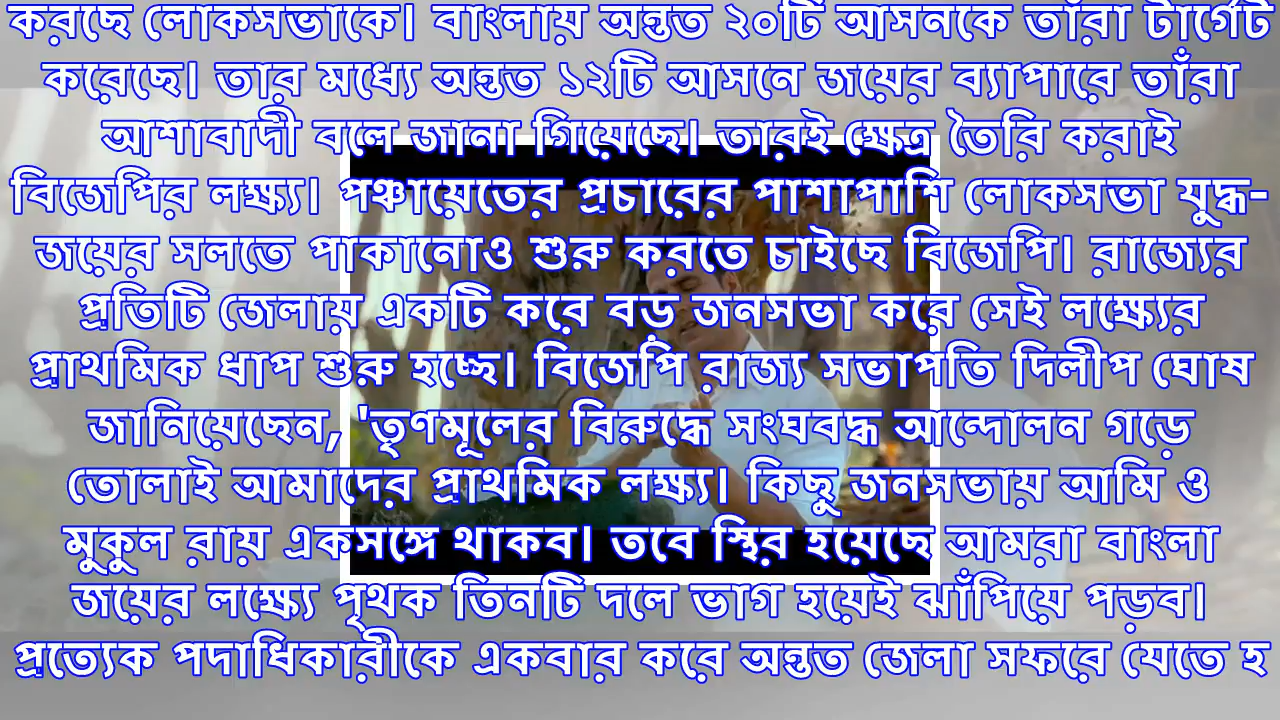 করছে লোকসভাকে। বাংলায় অন্তত ২০টি আসনকে তাঁরা টার্গেট
করেছে। তার মধ্যে অন্তত ১২টি আসনে জয়ের ব্যাপারে তাঁরা
আশাবাদী বলে জানা গিয়েছে। তারই ক্ষেত্র তৈরি করাই
বিজেপির লক্ষ্য। পঞ্চায়েতের প্রচারের পাশাপাশি লোকসভা যুদ্ধ-
জয়ের সলতে পাকানোও শুরু করতে চাইছে বিজেপি। রাজ্যের
প্রতিটি জেলায় একটি করে বড় জনসভা করে সেই লক্ষ্যের
প্রাথমিক ধাপ শুরু হচ্ছে। বিজেপি রাজ্য সভাপতি দিলীপ ঘোষ
জানিয়েছেন, 'তৃণমূলের বিরুদ্ধে সংঘবদ্ধ আন্দোলন গড়ে
তোলাই আমাদের প্রাথমিক লক্ষ্য। কিছু জনসভায় আমি ও
মুকুল রায় একসঙ্গে থাকব। তবে স্থির হয়েছে আমরা বাংলা
জয়ের লক্ষ্যে পৃথক তিনটি দলে ভাগ হয়েই ঝাঁপিয়ে পড়ব।
প্রত্যেক পদাধিকারীকে একবার করে অন্তত জেলা সফরে যেতে হ